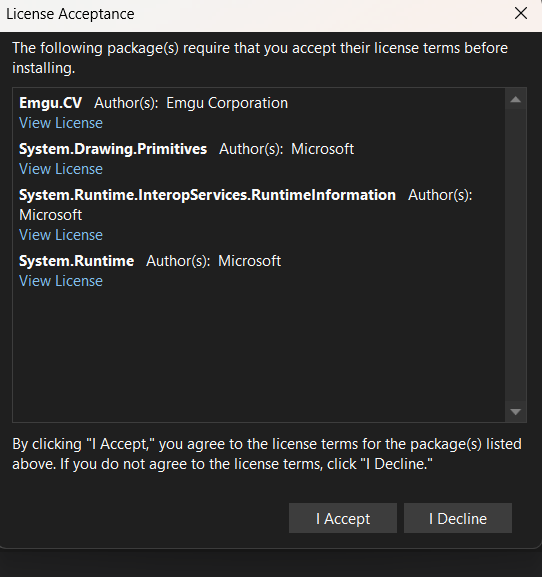 License Acceptance
The following package(s) require that you accept their license terms before
installing.
Emgu.CV Author(s): Emgu Corporation
View License
System.Drawing.Primitives Author(s): Microsoft
View License
System.Runtime.InteropServices.RuntimeInformation Author(s):
Microsoft
View License
System.Runtime Author(s): Microsoft
View License
By clicking "I Accept," you agree to the license terms for the package(s) listed
above. If you do not agree to the license terms, click "I Decline."
I Accept I Decline